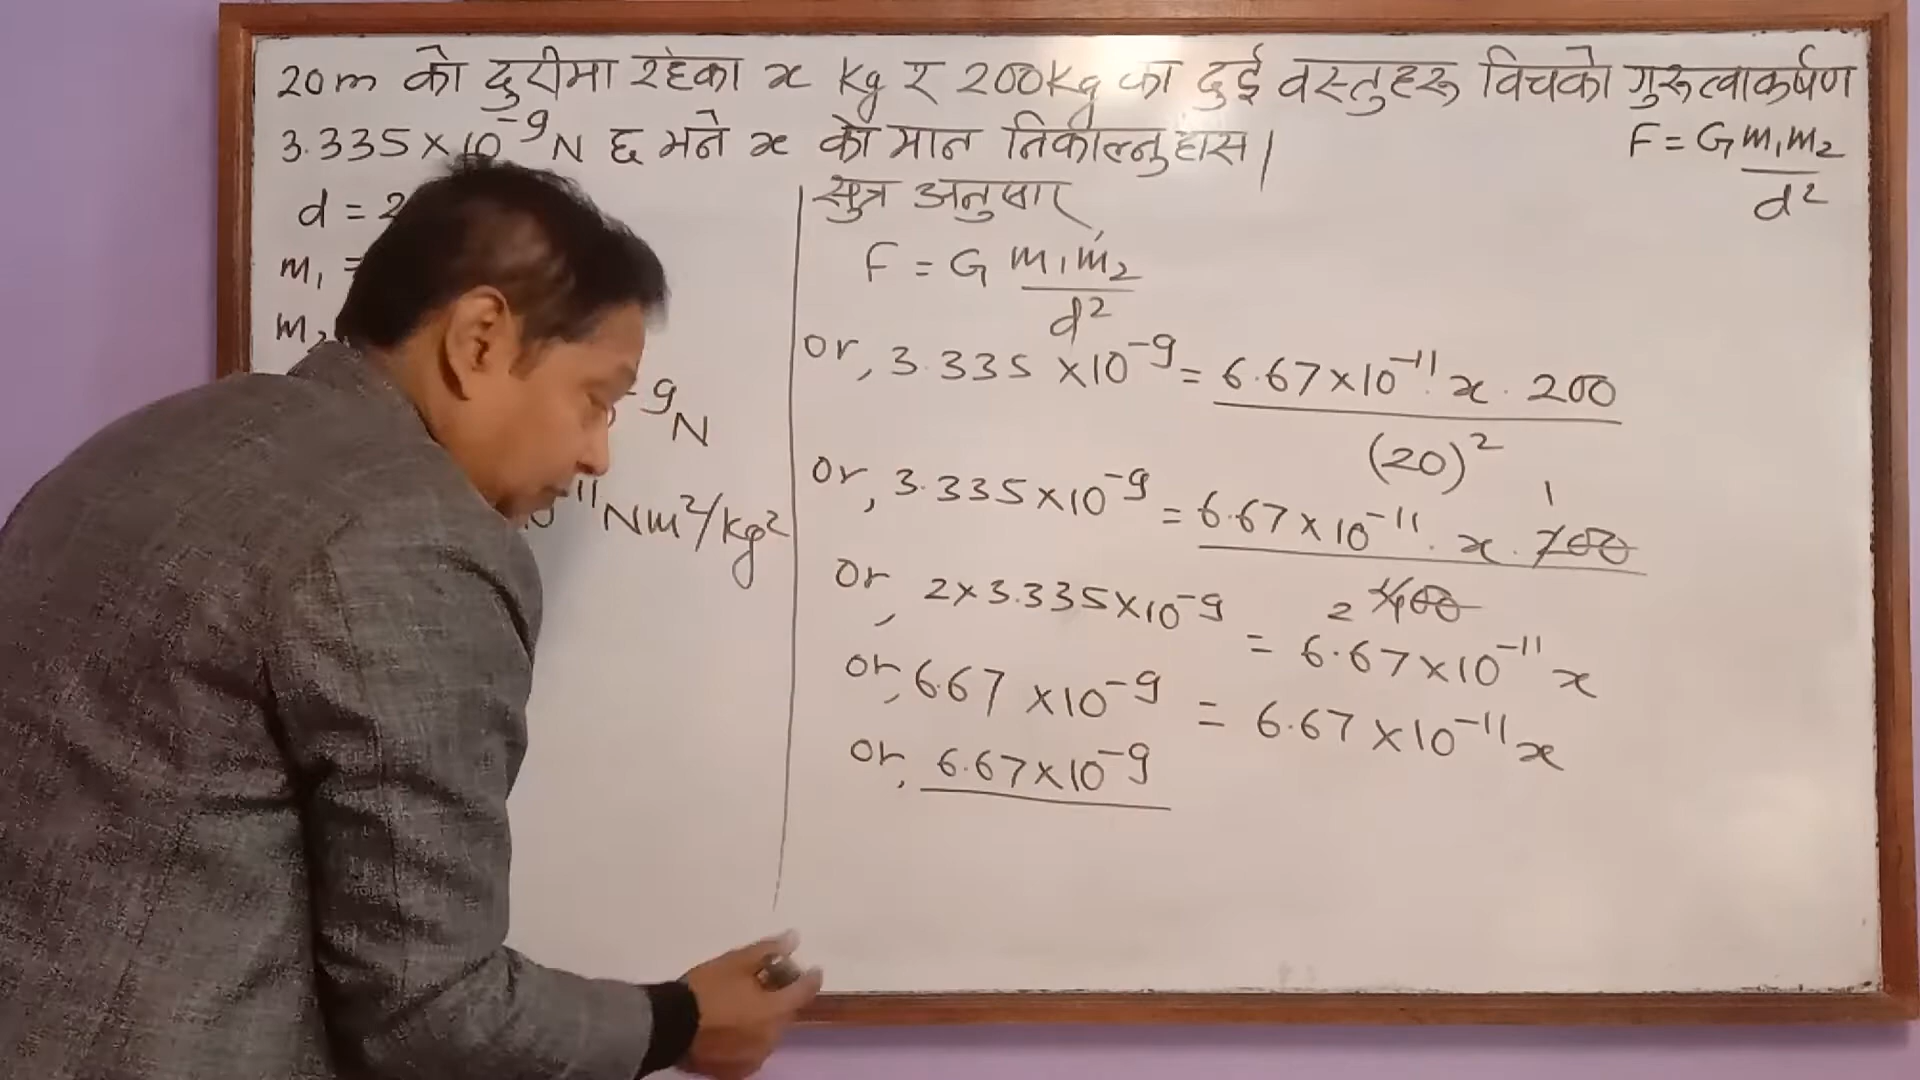 20m को दुरीमा रहेका x Kg र 200Kg का दुई वस्तुहरू विचको गुरूत्वाकर्षण
3.335×10⁻⁹N छ भने x को मान निकाल्नुहोस।
F = G m₁m₂ / d²
d = 2
m₁ =
m₂
⁻⁹N
⁻¹¹Nm²/Kg²
सुत्र अनुसार,
F = G m₁m₂ / d²
or, 3.335 ×10⁻⁹ = 6.67×10⁻¹¹. x . 200 / (20)²
or, 3.335×10⁻⁹ = 6.67×10⁻¹¹. x . 200 1 / 2 400
or, 2×3.335×10⁻⁹ = 6.67×10⁻¹¹x
or, 6.67 ×10⁻⁹ = 6.67×10⁻¹¹x
or, 6.67×10⁻⁹